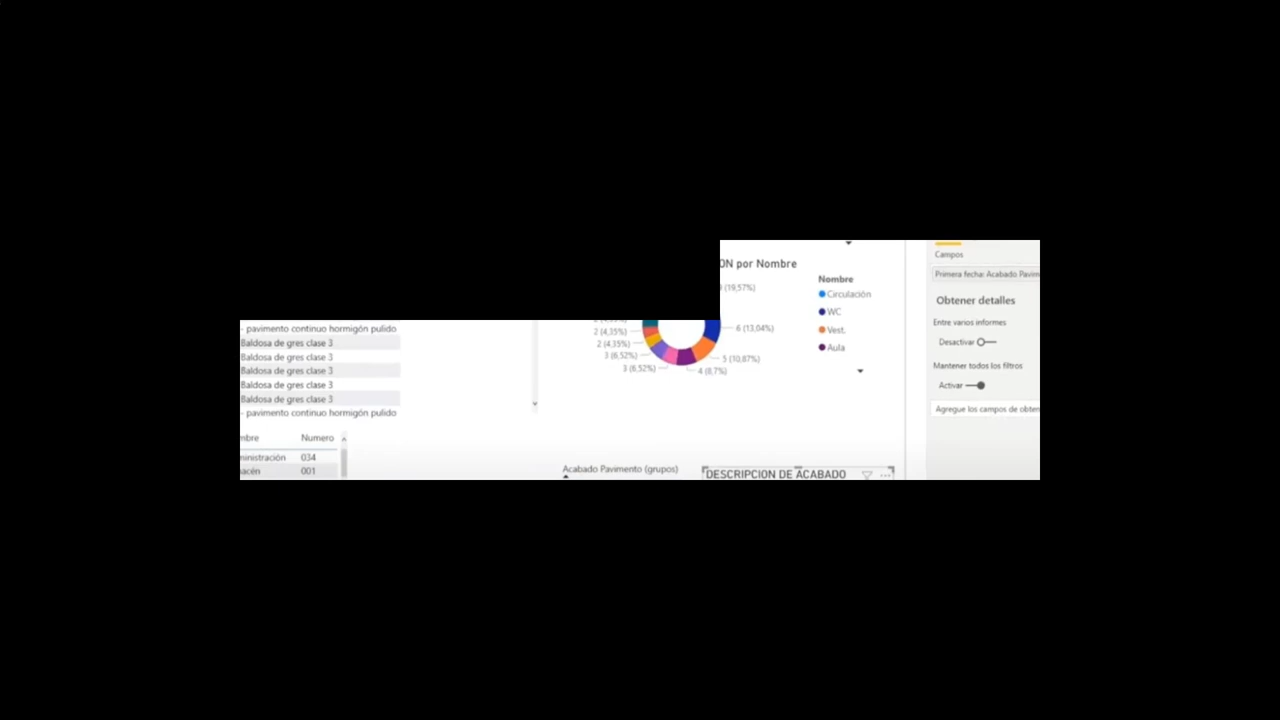 Campos
ON por Nombre
Primera fecha: Acabado Pavim
Nombre
(19,57%)
Circulación
Obtener detalles
WC
Entre varios informes
- pavimento continuo hormigón pulido
2 (4,35%)
6 (13,04%)
Vest.
Baldosa de gres clase 3
2 (4,35%)
Aula
Desactivar
Baldosa de gres clase 3
3 (6,52%)
5 (10,87%)
Mantener todos los filtros
Baldosa de gres clase 3
3 (6,52%)
4 (8,7%)
Baldosa de gres clase 3
Activar
Baldosa de gres clase 3
Agregue los campos de obten
- pavimento continuo hormigón pulido
mbre Numero
ministración 034
acén 001
Acabado Pavimento (grupos)
DESCRIPCION DE ACABADO